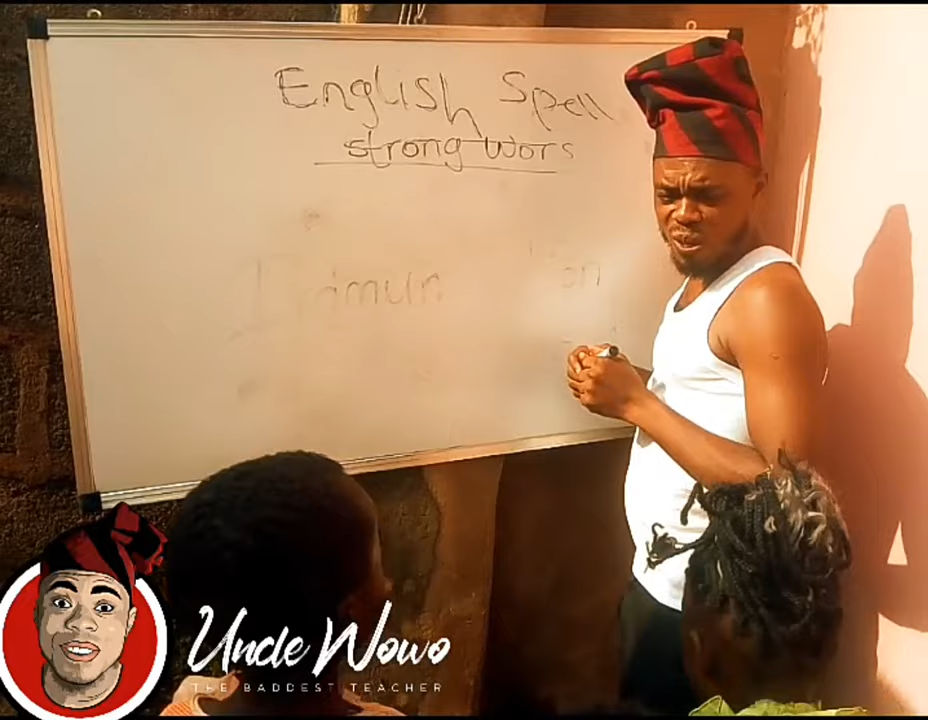 English Spell
strong wors
Uncle Wowo
THE BADDEST TEACHER